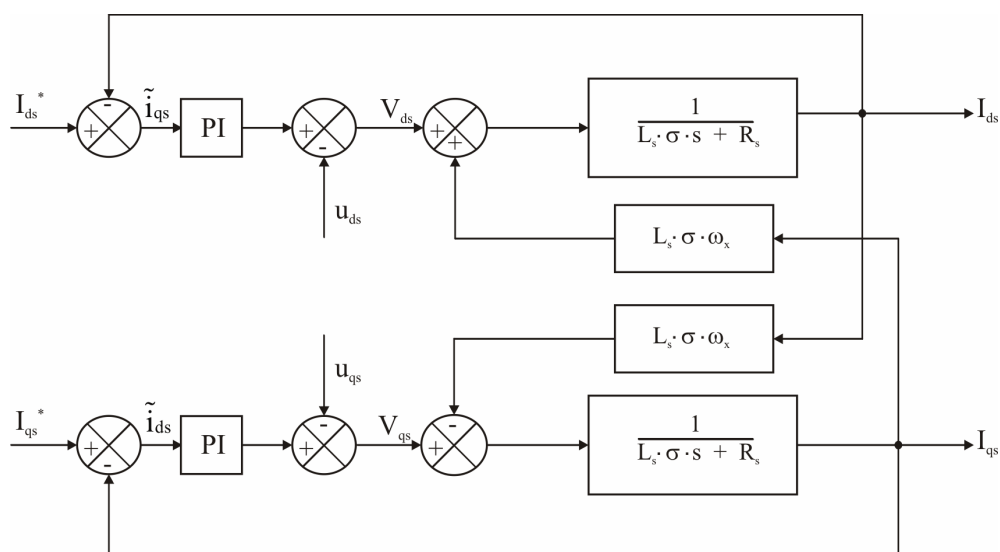 I_ds*
-
+
ĩ_qs
PI
+
-
V_ds
+
+
1
L_s·σ·s + R_s
I_ds
u_ds
L_s·σ·ω_x
L_s·σ·ω_x
u_qs
I_qs*
+
-
ĩ_ds
PI
-
+
V_qs
-
+
1
L_s·σ·s + R_s
I_qs